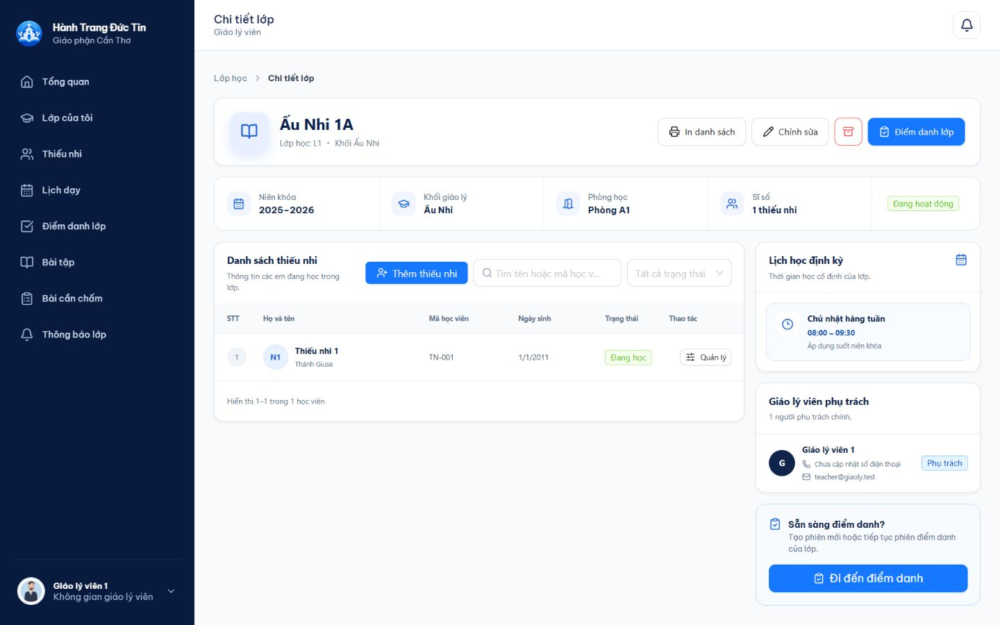 Hành Trang Đức Tin
Giáo phận Cần Thơ
Tổng quan
Lớp của tôi
Thiếu nhi
Lịch dạy
Điểm danh lớp
Bài tập
Bài cần chấm
Thông báo lớp
Giáo lý viên 1
Không gian giáo lý viên
Chi tiết lớp
Giáo lý viên
Lớp học > Chi tiết lớp
Ấu Nhi 1A
Lớp học: L1 • Khối Ấu Nhi
In danh sách
Chỉnh sửa
Điểm danh lớp
Niên khóa
2025–2026
Khối giáo lý
Ấu Nhi
Phòng học
Phòng A1
Sĩ số
1 thiếu nhi
Đang hoạt động
Danh sách thiếu nhi
Thông tin các em đang học trong
lớp.
Thêm thiếu nhi
Tìm tên hoặc mã học v...
Tất cả trạng thái
STT Họ và tên Mã học viên Ngày sinh Trạng thái Thao tác
1 N1 Thiếu nhi 1 TN-001 1/1/2011 Đang học Quản lý
Thánh Giuse
Hiển thị 1–1 trong 1 học viên
Lịch học định kỳ
Thời gian học cố định của lớp.
Chủ nhật hàng tuần
08:00 – 09:30
Áp dụng suốt niên khóa
Giáo lý viên phụ trách
1 người phụ trách chính.
G
Giáo lý viên 1
Chưa cập nhật số điện thoại
teacher@giaoly.test
Phụ trách
Sẵn sàng điểm danh?
Tạo phiên mới hoặc tiếp tục phiên điểm danh
của lớp.
Đi đến điểm danh